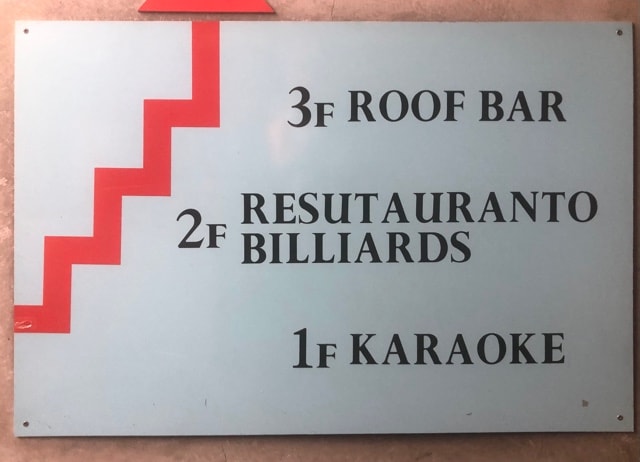 3F ROOF BAR
2F RESUTAURANTO
BILLIARDS
1F KARAOKE